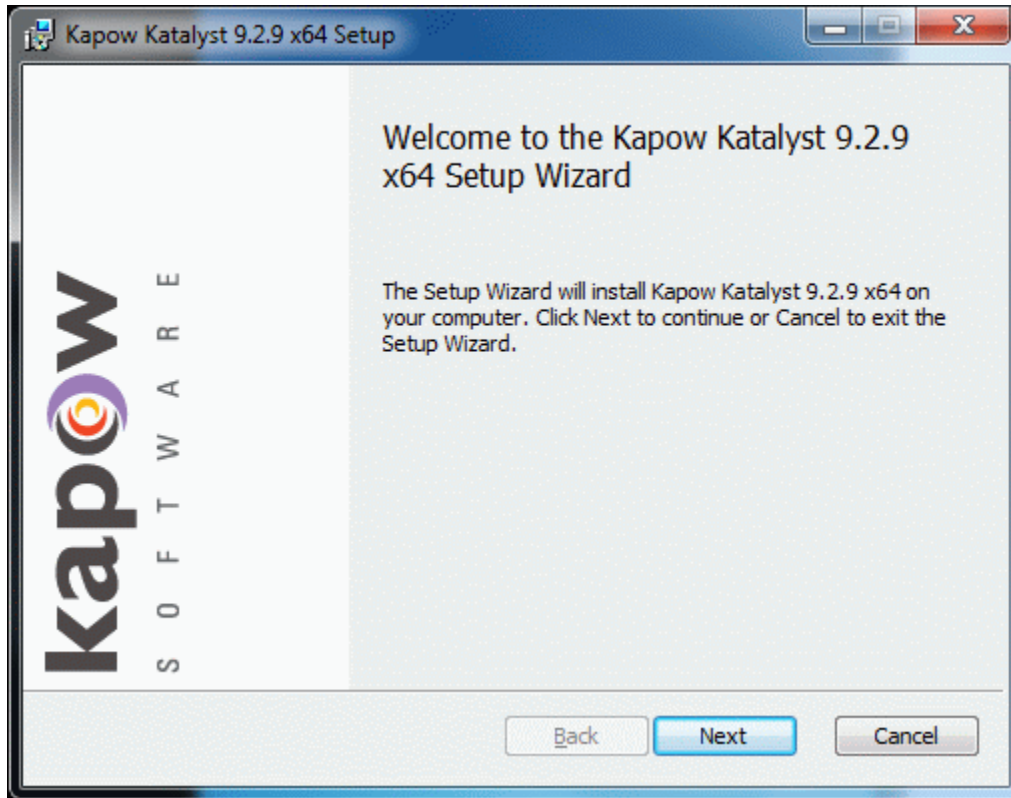 Kapow Katalyst 9.2.9 x64 Setup
Welcome to the Kapow Katalyst 9.2.9
x64 Setup Wizard
The Setup Wizard will install Kapow Katalyst 9.2.9 x64 on
your computer. Click Next to continue or Cancel to exit the
Setup Wizard.
kapow
SOFTWARE
Back
Next
Cancel